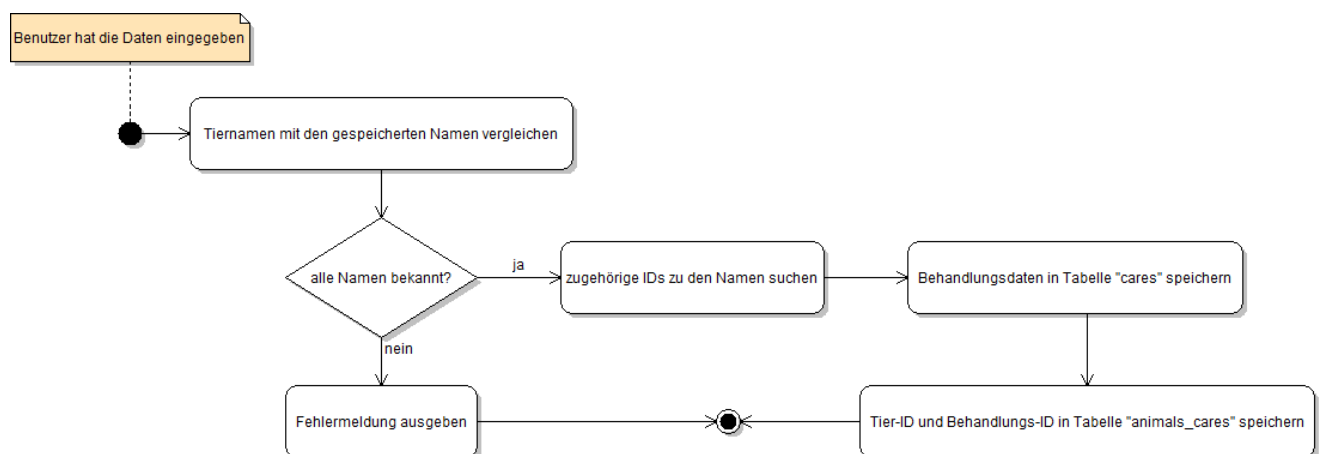 Benutzer hat die Daten eingegeben
Tiernamen mit den gespeicherten Namen vergleichen
alle Namen bekannt?
ja
zugehörige IDs zu den Namen suchen
Behandlungsdaten in Tabelle "cares" speichern
nein
Fehlermeldung ausgeben
Tier-ID und Behandlungs-ID in Tabelle "animals_cares" speichern